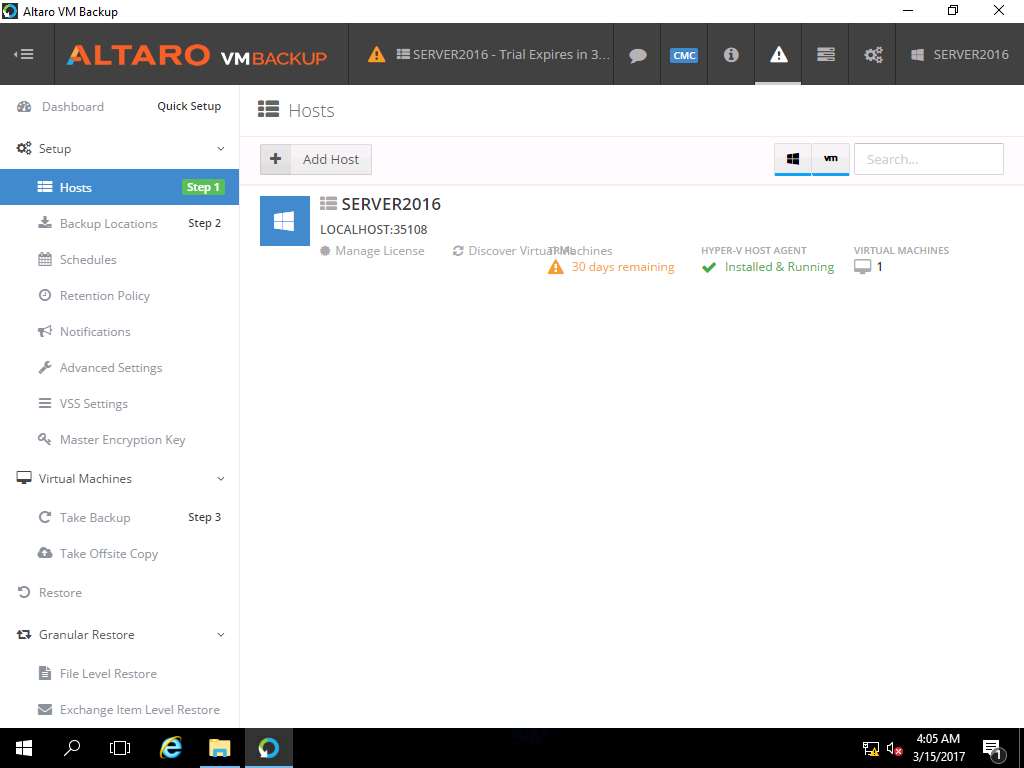 Altaro VM Backup
ALTARO VMBACKUP
SERVER2016 - Trial Expires in 3...
CMC
SERVER2016
Dashboard
Quick Setup
Setup
Hosts
Step 1
Backup Locations
Step 2
Schedules
Retention Policy
Notifications
Advanced Settings
VSS Settings
Master Encryption Key
Virtual Machines
Take Backup
Step 3
Take Offsite Copy
Restore
Granular Restore
File Level Restore
Exchange Item Level Restore
Hosts
Add Host
vm
Search...
SERVER2016
LOCALHOST:35108
Manage License
Discover Virtual Machines
TRIAL
30 days remaining
HYPER-V HOST AGENT
Installed & Running
VIRTUAL MACHINES
1
4:05 AM
3/15/2017
1